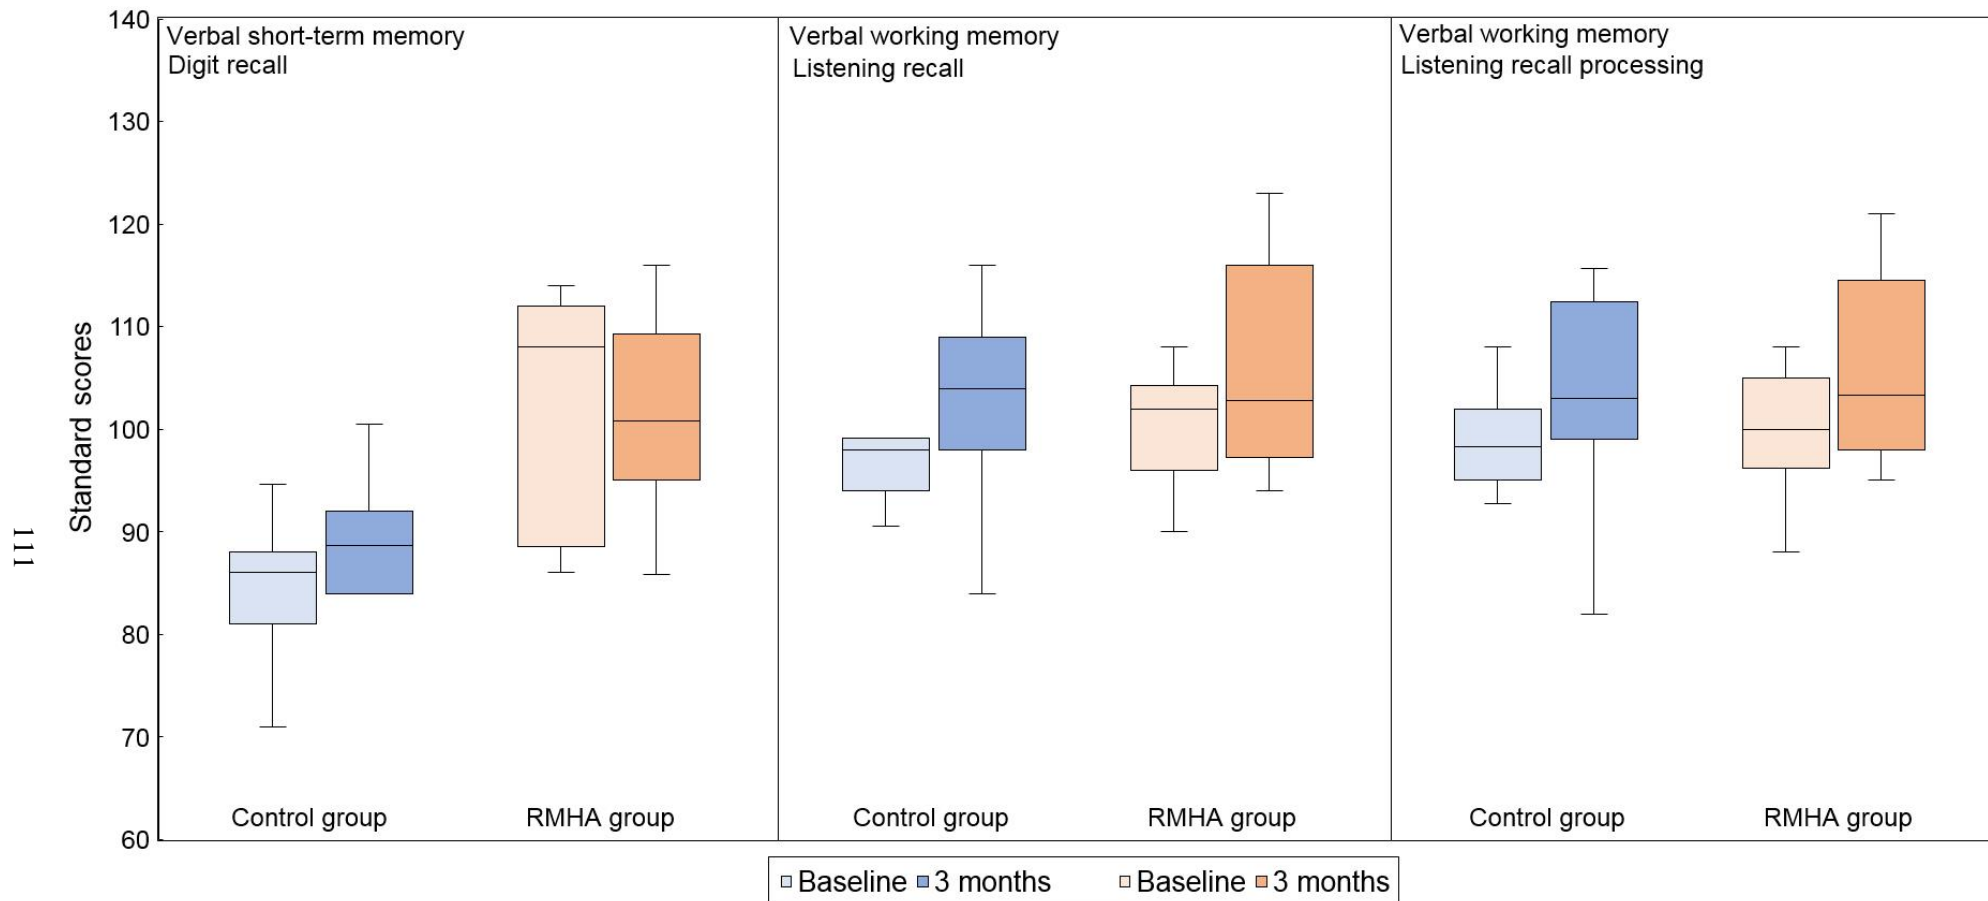 140
130
120
110
100
90
80
70
60
Standard scores
111
Verbal short-term memory
Digit recall
Control group
RMHA group
Verbal working memory
Listening recall
Control group
RMHA group
Verbal working memory
Listening recall processing
Control group
RMHA group
Baseline 3 months Baseline 3 months